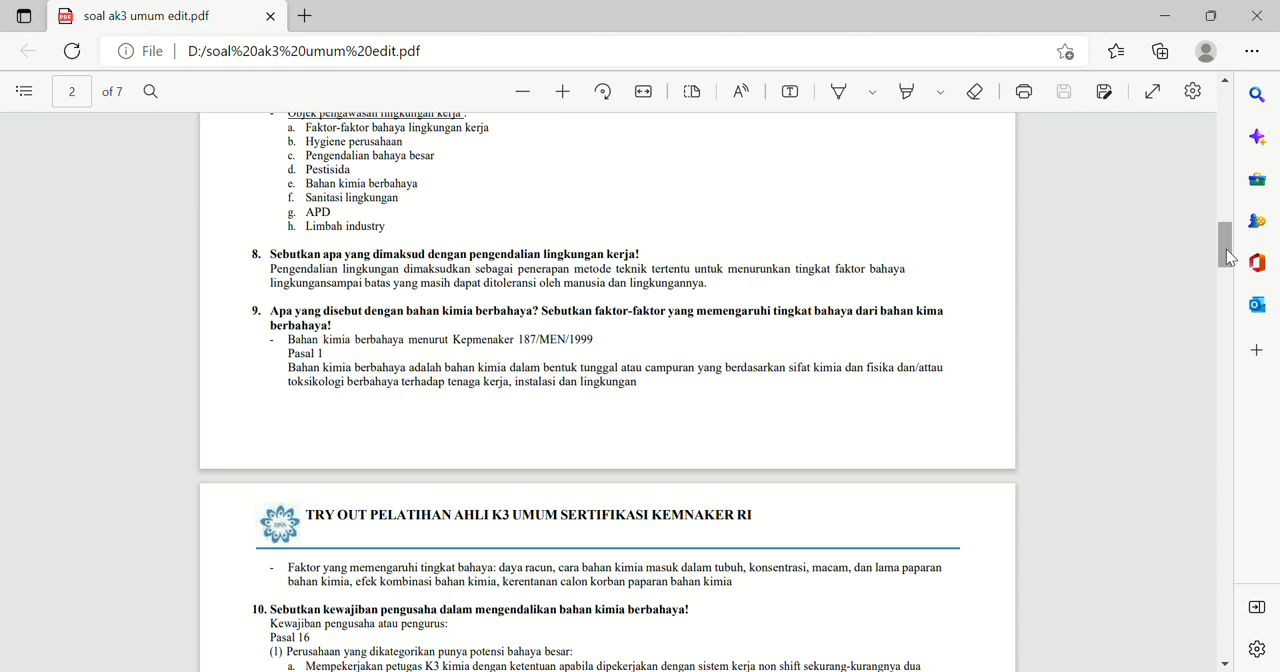 soal ak3 umum edit.pdf
File
D:/soal%20ak3%20umum%20edit.pdf
2 of 7
- Objek pengawasan lingkungan kerja :
a. Faktor-faktor bahaya lingkungan kerja
b. Hygiene perusahaan
c. Pengendalian bahaya besar
d. Pestisida
e. Bahan kimia berbahaya
f. Sanitasi lingkungan
g. APD
h. Limbah industry
8. Sebutkan apa yang dimaksud dengan pengendalian lingkungan kerja!
Pengendalian lingkungan dimaksudkan sebagai penerapan metode teknik tertentu untuk menurunkan tingkat faktor bahaya
lingkungansampai batas yang masih dapat ditoleransi oleh manusia dan lingkungannya.
9. Apa yang disebut dengan bahan kimia berbahaya? Sebutkan faktor-faktor yang memengaruhi tingkat bahaya dari bahan kima
berbahaya!
- Bahan kimia berbahaya menurut Kepmenaker 187/MEN/1999
Pasal 1
Bahan kimia berbahaya adalah bahan kimia dalam bentuk tunggal atau campuran yang berdasarkan sifat kimia dan fisika dan/attau
toksikologi berbahaya terhadap tenaga kerja, instalasi dan lingkungan
TRY OUT PELATIHAN AHLI K3 UMUM SERTIFIKASI KEMNAKER RI
- Faktor yang memengaruhi tingkat bahaya: daya racun, cara bahan kimia masuk dalam tubuh, konsentrasi, macam, dan lama paparan
bahan kimia, efek kombinasi bahan kimia, kerentanan calon korban paparan bahan kimia
10. Sebutkan kewajiban pengusaha dalam mengendalikan bahan kimia berbahaya!
Kewajiban pengusaha atau pengurus:
Pasal 16
(1) Perusahaan yang dikategorikan punya potensi bahaya besar:
a. Mempekerjakan petugas K3 kimia dengan ketentuan apabila dipekerjakan dengan sistem kerja non shift sekurang-kurangnya dua